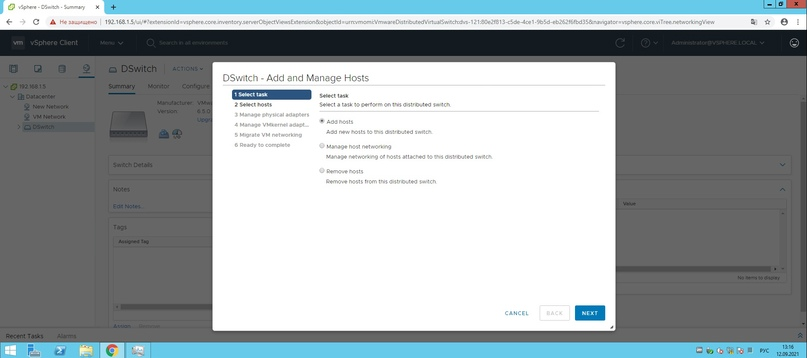 vSphere - DSwitch - Summary
Не защищено
192.168.1.5/ui/#?extensionId=vsphere.core.inventory.serverObjectViewsExtension&objectId=urn:vmomi:VmwareDistributedVirtualSwitch:dvs-121:80e2f813-c5de-4ce1-9b5d-eb262f6fbd35&navigator=vsphere.core.viTree.networkingView
vm vSphere Client
Menu
Search in all environments
Administrator@VSPHERE.LOCAL
192.168.1.5
Datacenter
New Network
VM Network
DSwitch
DSwitch
ACTIONS
Summary
Monitor
Manufacturer:
Version:
6.5.0
Switch Details
Notes
Edit Notes...
Tags
Assigned Tag
Value
No items to display
DSwitch - Add and Manage Hosts
1 Select task
2 Select hosts
3 Manage physical adapters
4 Manage VMkernel adapt...
5 Migrate VM networking
6 Ready to complete
Select task
Select a task to perform on this distributed switch.
Add hosts
Add new hosts to this distributed switch.
Manage host networking
Manage networking of hosts attached to this distributed switch.
Remove hosts
Remove hosts from this distributed switch.
CANCEL
BACK
NEXT
Recent Tasks
Alarms
РУС
13:16
12.09.2021